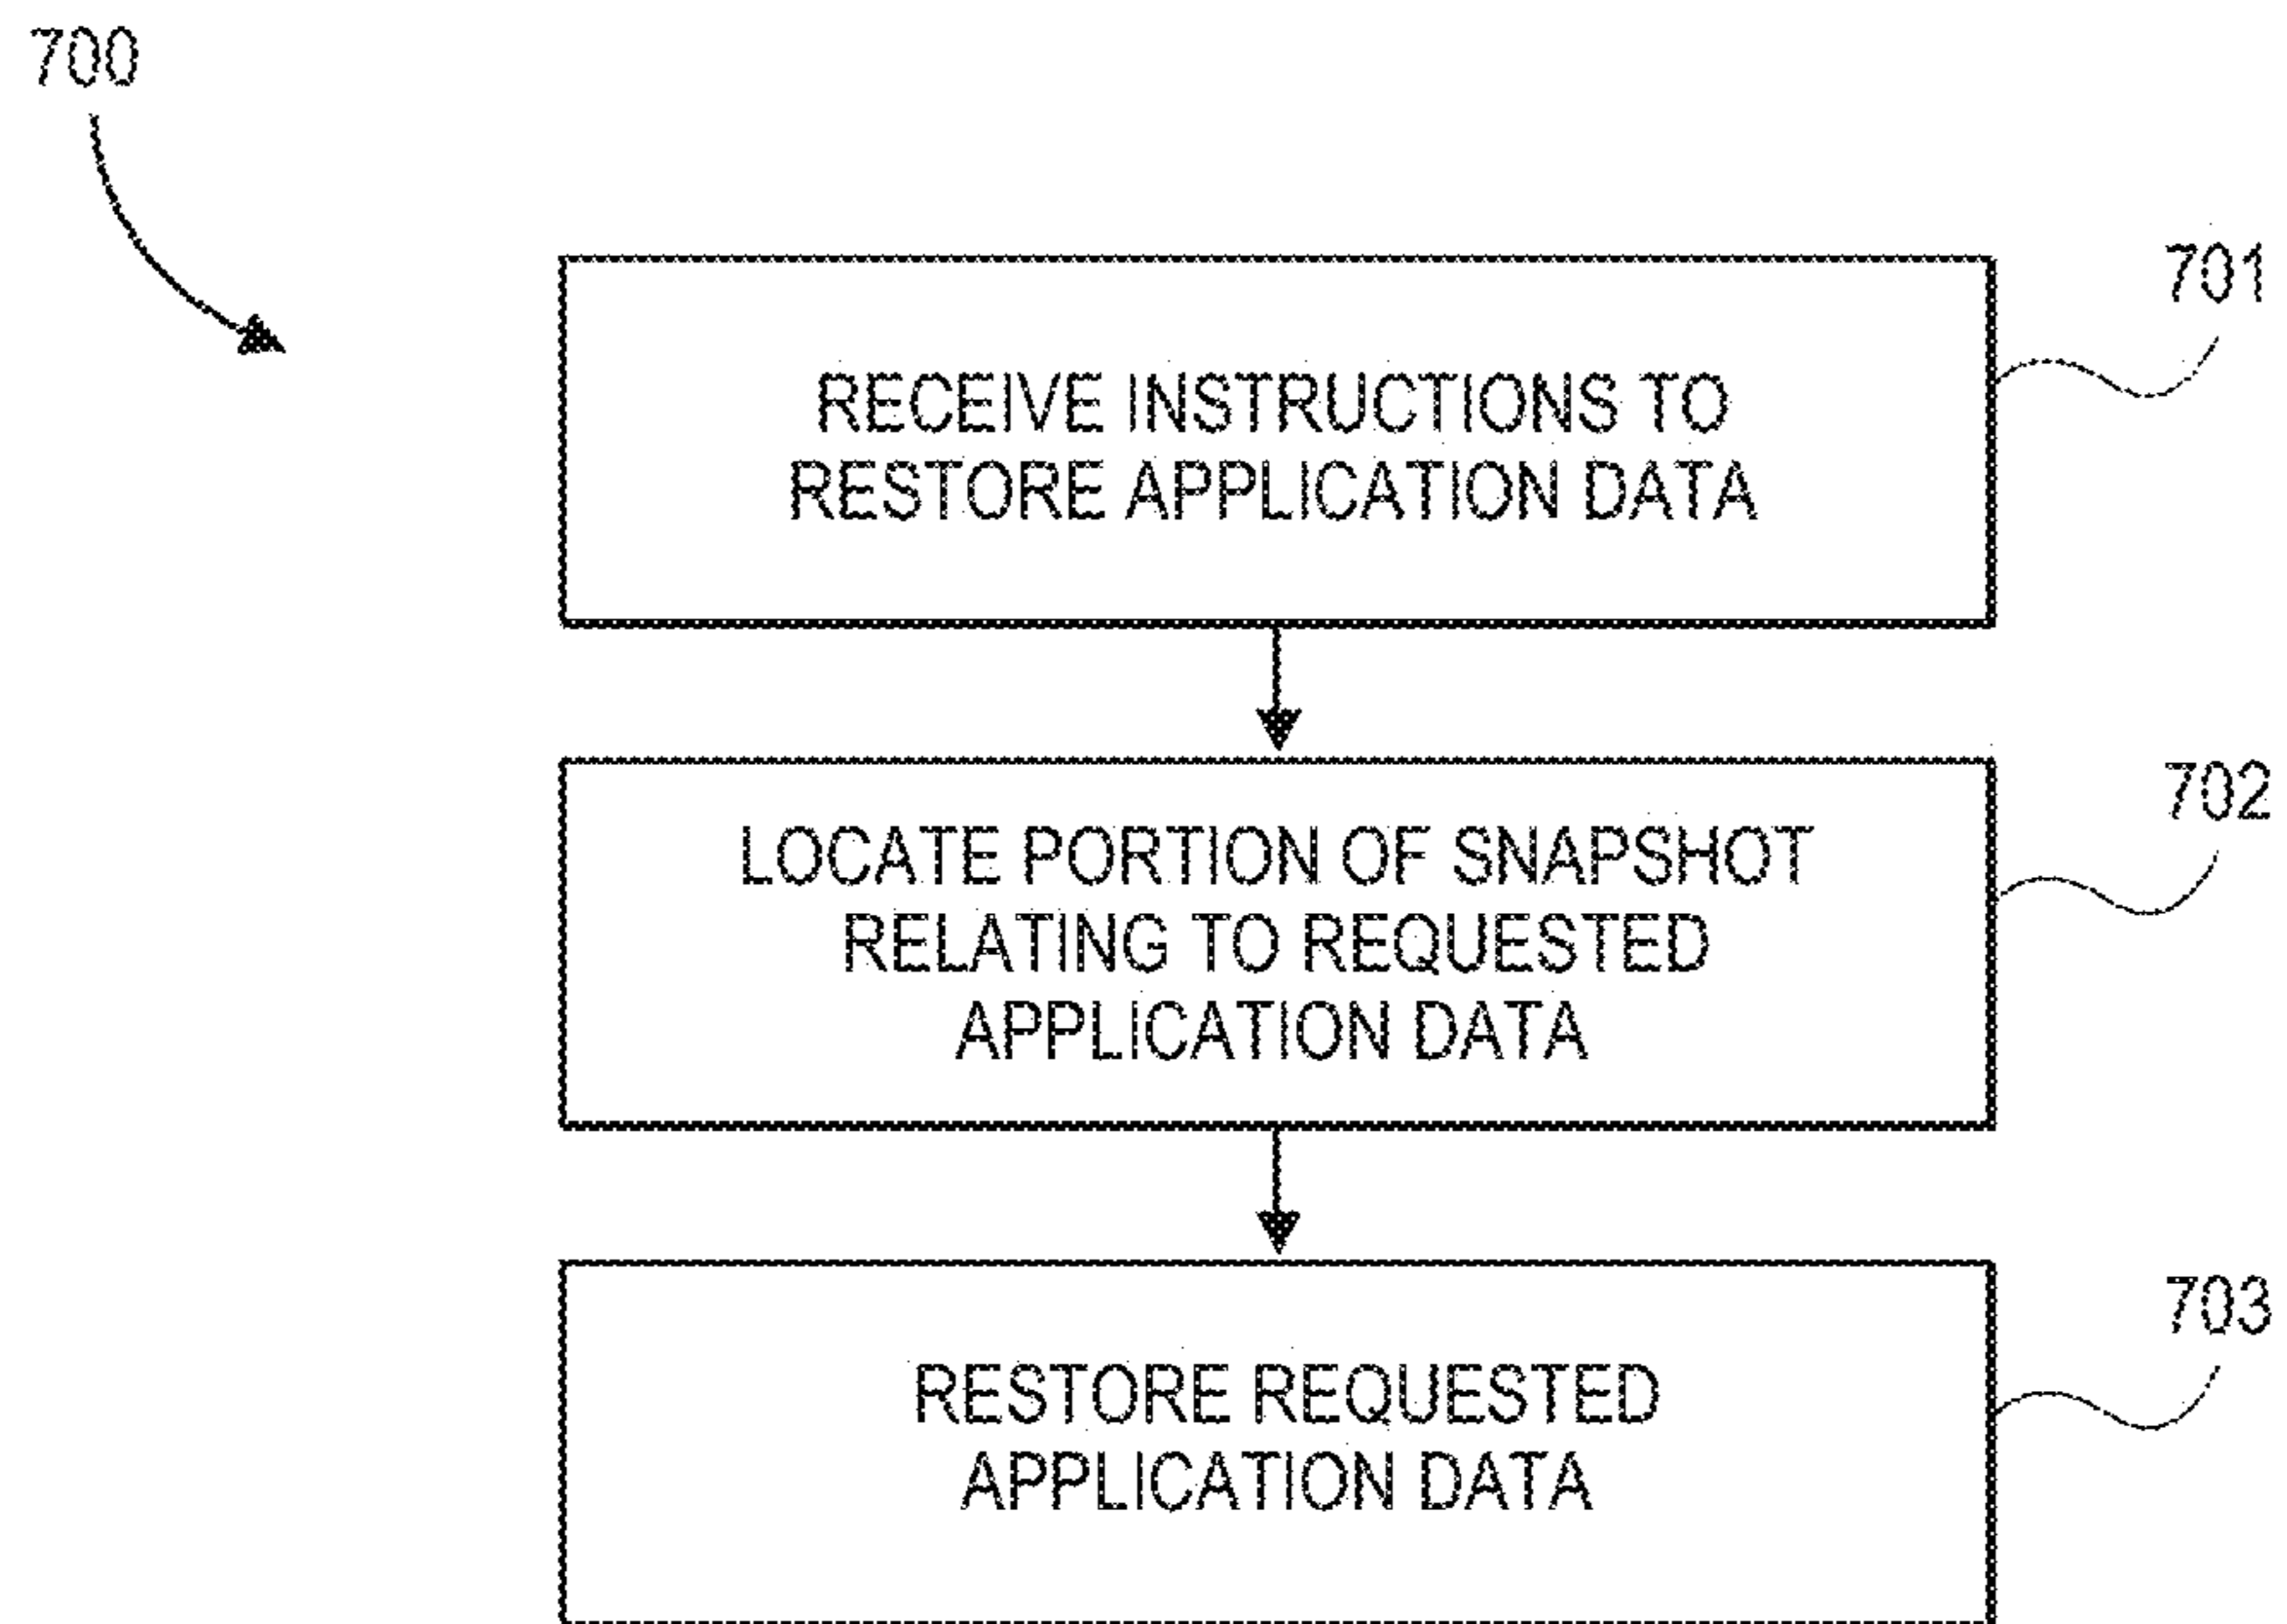 700
701
RECEIVE INSTRUCTIONS TO
RESTORE APPLICATION DATA
702
LOCATE PORTION OF SNAPSHOT
RELATING TO REQUESTED
APPLICATION DATA
703
RESTORE REQUESTED
APPLICATION DATA